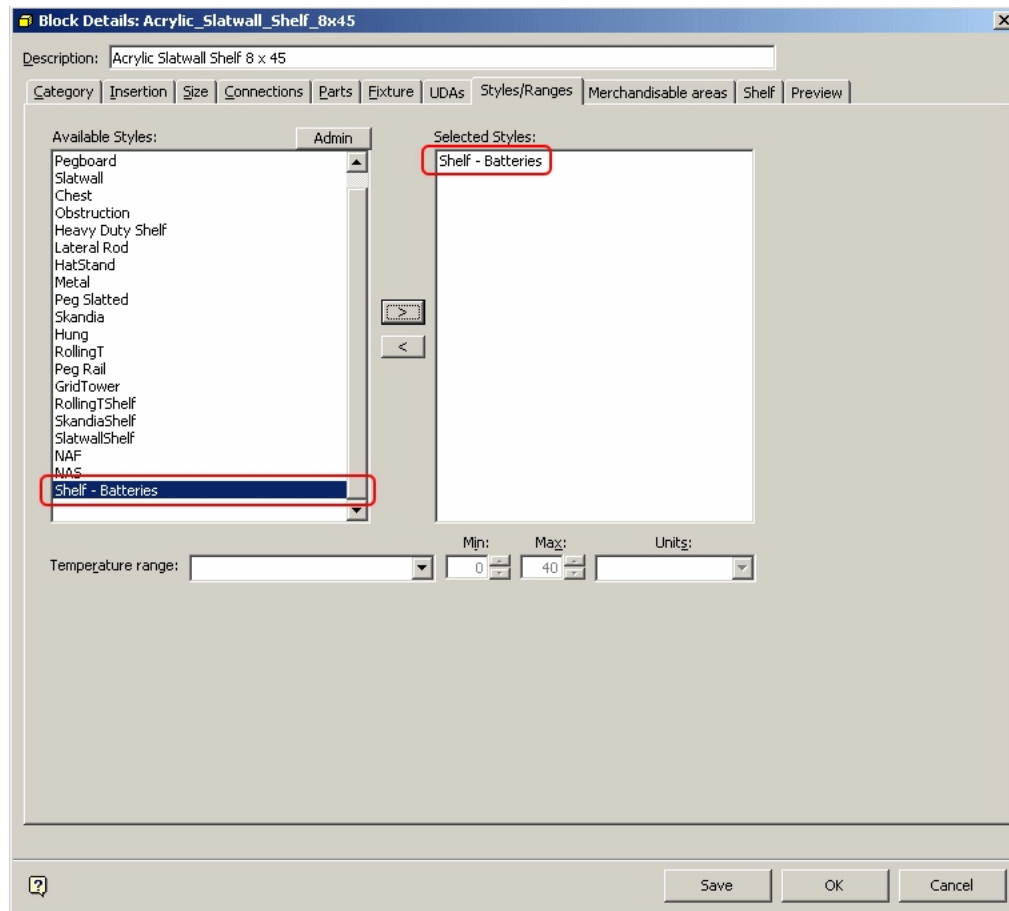 Block Details: Acrylic_Slatwall_Shelf_8x45
Description: Acrylic Slatwall Shelf 8 x 45
Category Insertion Size Connections Parts Fixture UDAs Styles/Ranges Merchandisable areas Shelf Preview
Available Styles: Admin Selected Styles:
Pegboard
Slatwall
Chest
Obstruction
Heavy Duty Shelf
Lateral Rod
HatStand
Metal
Peg Slatted
Skandia
Hung
RollingT
Peg Rail
GridTower
RollingTShelf
SkandiaShelf
SlatwallShelf
NAF
NAS
Shelf - Batteries
Shelf - Batteries
>
<
Min: Max: Units:
Temperature range: 0 40
Save OK Cancel